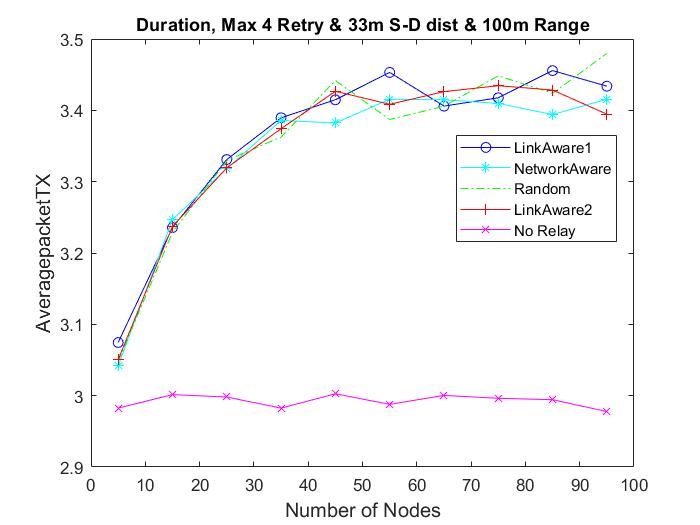 Duration, Max 4 Retry & 33m S-D dist & 100m Range
3.5
3.4
3.3
3.2
3.1
3
2.9
AveragepacketTX
LinkAware1
NetworkAware
Random
LinkAware2
No Relay
0 10 20 30 40 50 60 70 80 90 100
Number of Nodes